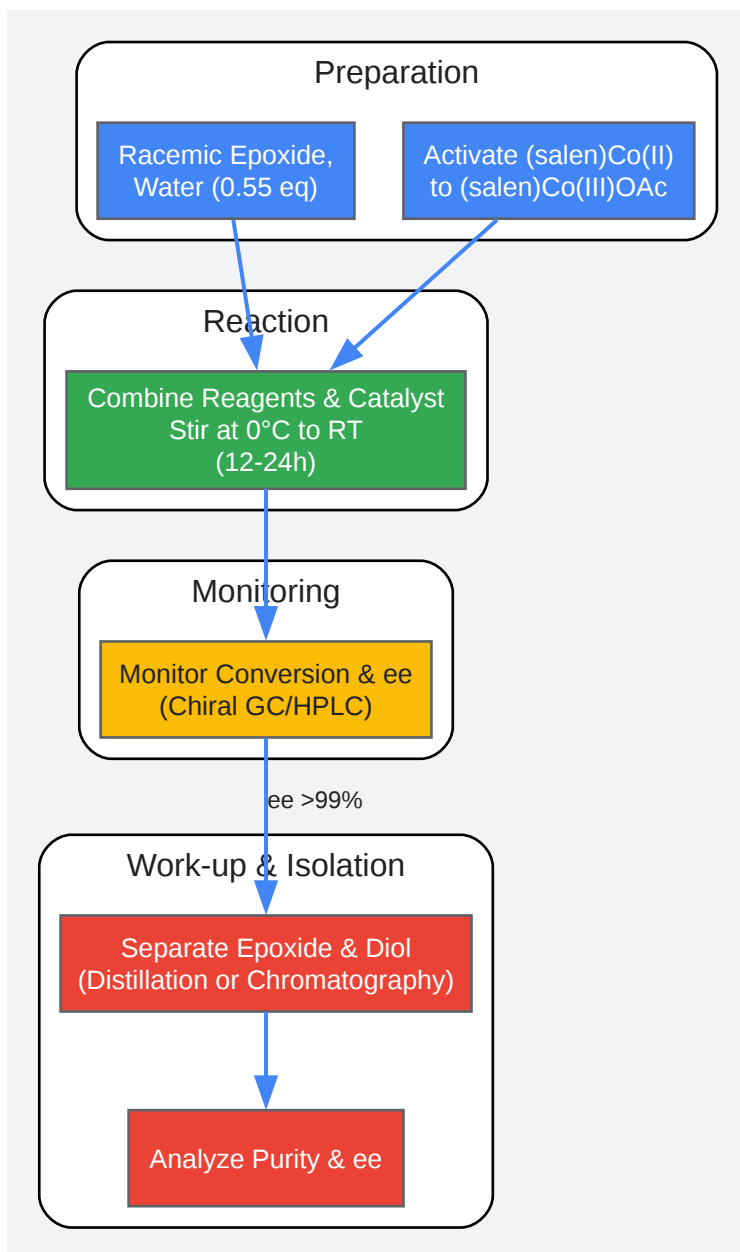 Preparation
Racemic Epoxide,
Water (0.55 eq)
Activate (salen)Co(II)
to (salen)Co(III)OAc
Reaction
Combine Reagents & Catalyst
Stir at 0°C to RT
(12-24h)
Monitoring
Monitor Conversion & ee
(Chiral GC/HPLC)
ee >99%
Work-up & Isolation
Separate Epoxide & Diol
(Distillation or Chromatography)
Analyze Purity & ee